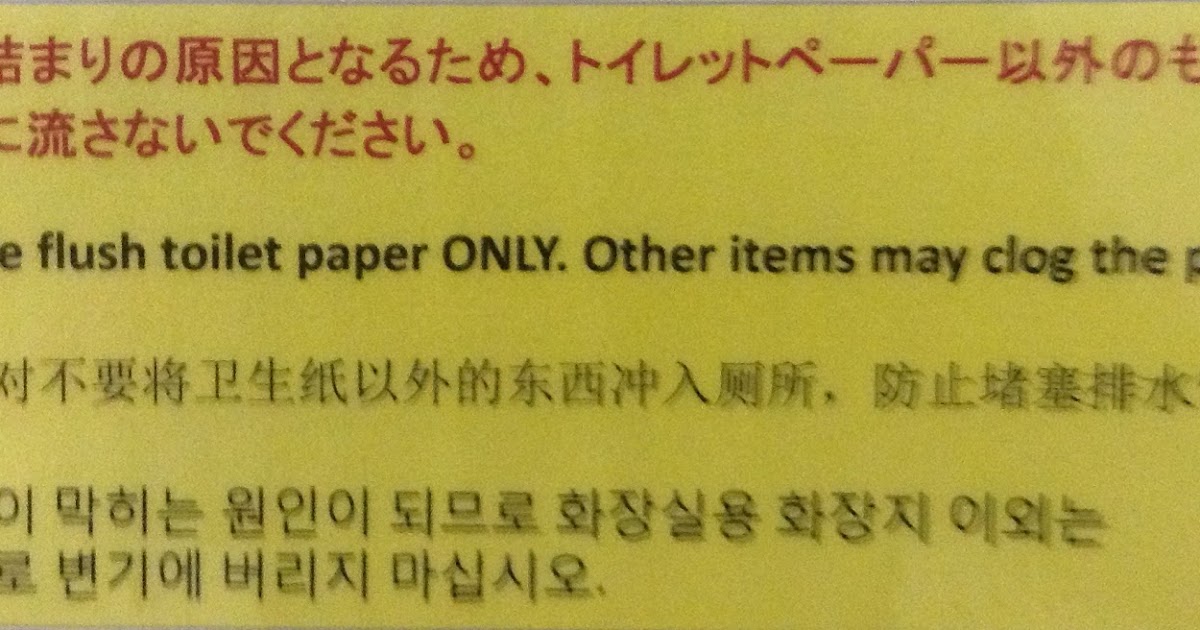 詰まりの原因となるため、トイレットペーパー以外のも
に流さないでください。
e flush toilet paper ONLY. Other items may clog the p
对不要将卫生纸以外的东西冲入厕所，防止堵塞排水
이 막히는 원인이 되므로 화장실용 화장지 이외는
로 변기에 버리지 마십시오.